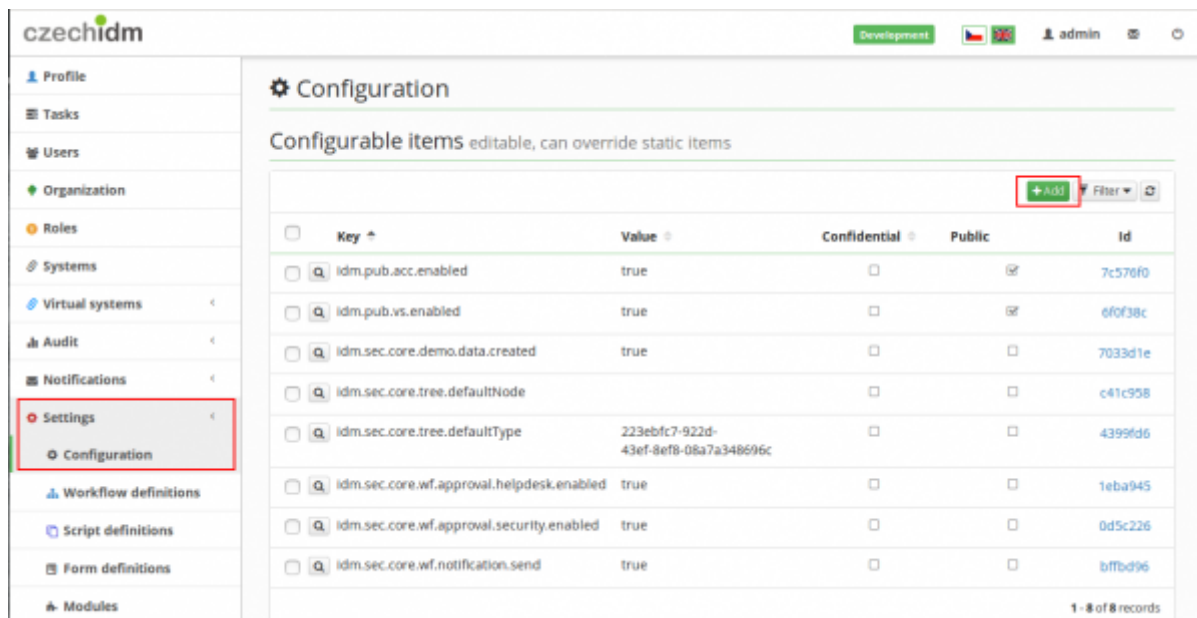 czechidm
Development
admin
Profile
Tasks
Users
Organization
Roles
Systems
Virtual systems
Audit
Notifications
Settings
Configuration
Workflow definitions
Script definitions
Form definitions
Modules
Configuration
Configurable items editable, can override static items
+Add Filter
Key Value Confidential Public Id
idm.pub.acc.enabled true 7c576f0
idm.pub.vs.enabled true 6f0f38c
idm.sec.core.demo.data.created true 7033d1e
idm.sec.core.tree.defaultNode c41c958
idm.sec.core.tree.defaultType 223ebfc7-922d-
43ef-8ef8-08a7a348696c 4399fd6
idm.sec.core.wf.approval.helpdesk.enabled true 1eba945
idm.sec.core.wf.approval.security.enabled true 0d5c226
idm.sec.core.wf.notification.send true bffbd96
1 - 8 of 8 records